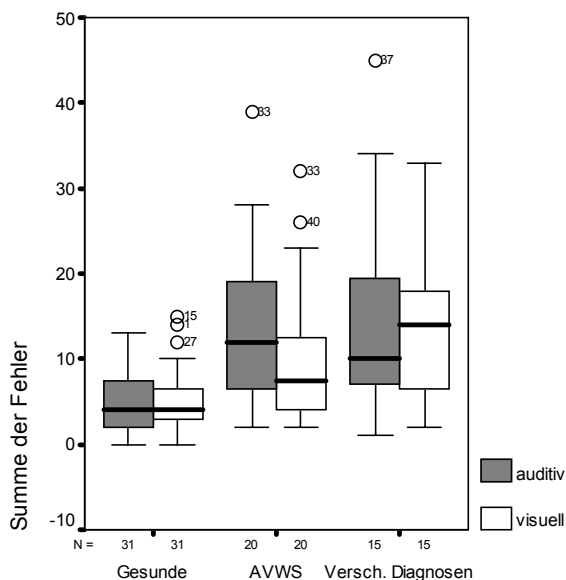 50
40
30
20
10
0
-10
Summe der Fehler
37
33
33
40
15
1
27
auditiv
visuell
N = 31 31 20 20 15 15
Gesunde AVWS Versch. Diagnosen